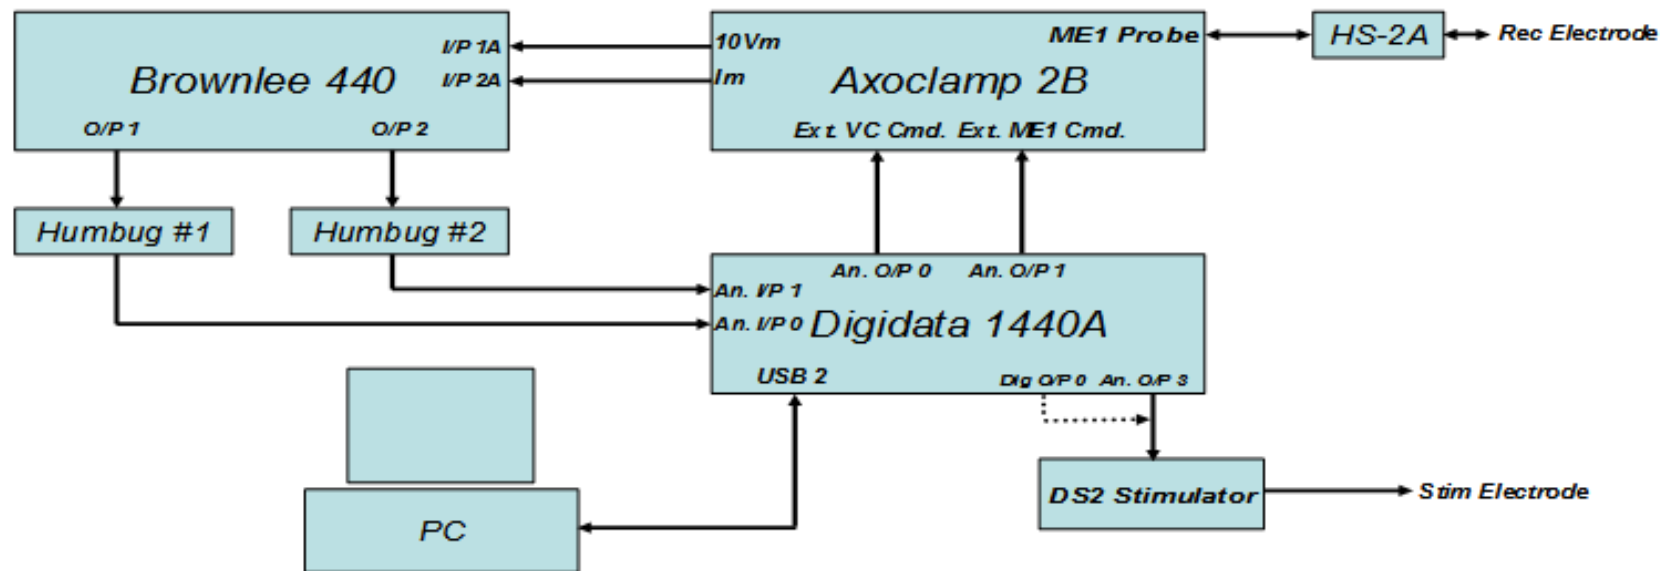 I/P 1A
10Vm
ME1 Probe
HS-2A
Rec Electrode
Brownlee 440
I/P 2A
Im
Axoclamp 2B
O/P 1
O/P 2
Ext. VC Cmd.
Ext. ME1 Cmd.
Humbug #1
Humbug #2
An. O/P 0
An. O/P 1
An. I/P 1
An. I/P 0
Digidata 1440A
USB 2
Dig O/P 0
An. O/P 3
DS2 Stimulator
Stim Electrode
PC